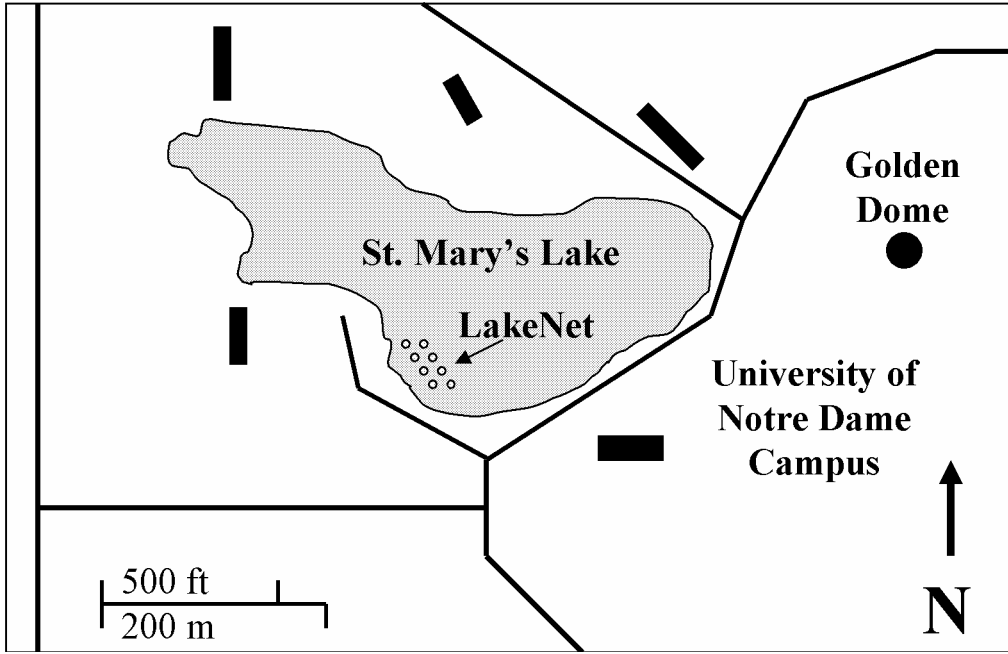 Golden
Dome
St. Mary's Lake
LakeNet
University of
Notre Dame
Campus
500 ft
200 m
N